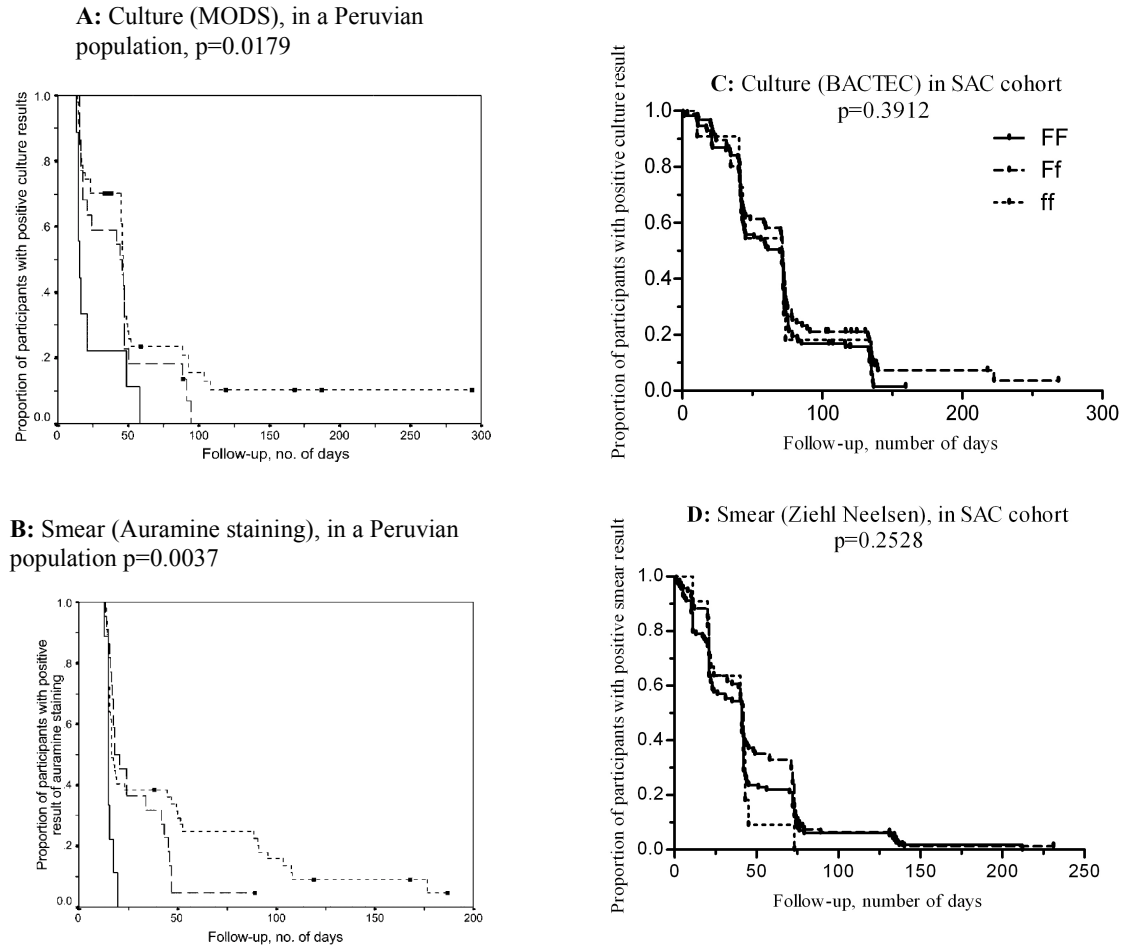 A: Culture (MODS), in a Peruvian
population, p=0.0179
Proportion of participants with positive culture results
1.0
.8
.6
.4
.2
0.0
0 50 100 150 200 250 300
Follow-up, no. of days
C: Culture (BACTEC) in SAC cohort
p=0.3912
FF
Ff
ff
Proportion of participants with positive culture result
1.0
0.8
0.6
0.4
0.2
0.0
0 100 200 300
Follow-up, number of days
B: Smear (Auramine staining), in a Peruvian
population p=0.0037
Proportion of participants with positive
result of auramine staining
1.0
.8
.6
.4
.2
0.0
0 50 100 150 200
Follow-up, no. of days
D: Smear (Ziehl Neelsen), in SAC cohort
p=0.2528
Proportion of participants with positive smear result
1.0
0.8
0.6
0.4
0.2
0.0
0 50 100 150 200 250
Follow-up, number of days